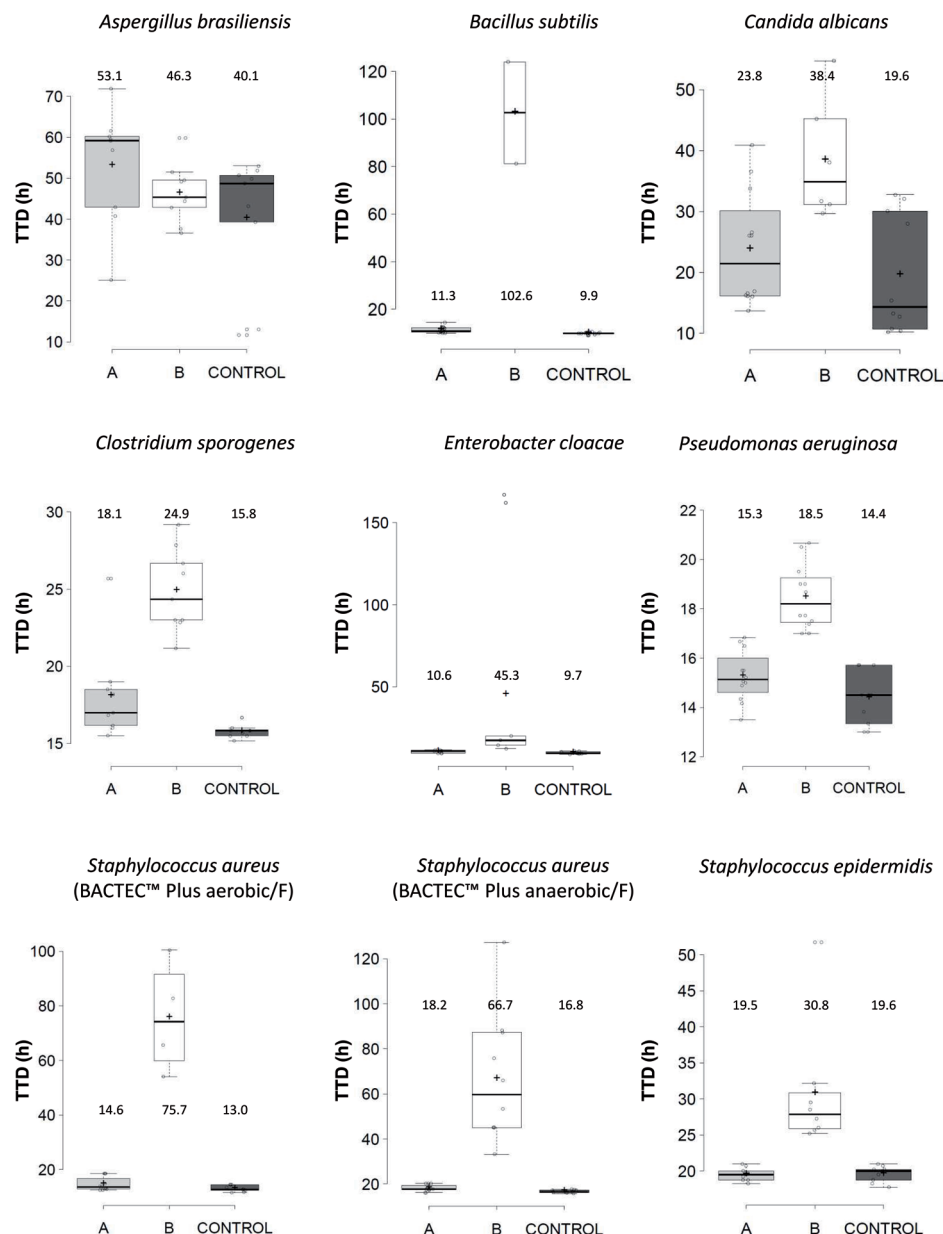 Aspergillus brasiliensis
53.1 46.3 40.1
TTD (h)
70
60
50
40
30
20
10
A B CONTROL
Bacillus subtilis
11.3 102.6 9.9
TTD (h)
120
100
80
60
40
20
A B CONTROL
Candida albicans
23.8 38.4 19.6
TTD (h)
50
40
30
20
10
A B CONTROL
Clostridium sporogenes
18.1 24.9 15.8
TTD (h)
30
25
20
15
A B CONTROL
Enterobacter cloacae
10.6 45.3 9.7
TTD (h)
150
100
50
A B CONTROL
Pseudomonas aeruginosa
15.3 18.5 14.4
TTD (h)
22
20
18
16
14
12
A B CONTROL
Staphylococcus aureus
(BACTEC™ Plus aerobic/F)
14.6 75.7 13.0
TTD (h)
100
80
60
40
20
A B CONTROL
Staphylococcus aureus
(BACTEC™ Plus anaerobic/F)
18.2 66.7 16.8
TTD (h)
120
100
80
60
40
20
A B CONTROL
Staphylococcus epidermidis
19.5 30.8 19.6
TTD (h)
50
45
40
35
30
25
20
A B CONTROL